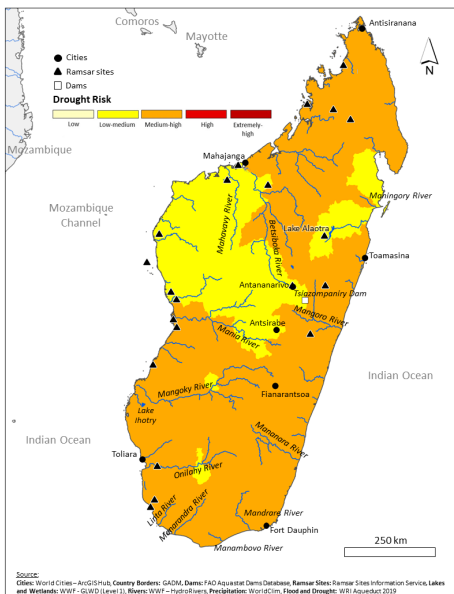 Comoros
Mayotte
Antisiranana
N
Cities
Ramsar sites
Dams
Drought Risk
Low
Low-medium
Medium-high
High
Extremely-
high
Mozambique
Mahajanga
Maningory River
Mozambique
Channel
Mahavavy River
Betsiboka River
Lake Alaotra
Toamasina
Antananarivo
Tsiazompaniry Dam
Mangoro River
Antsirabe
Mania River
Mangoky River
Fianarantsoa
Indian Ocean
Lake
Ihotry
Indian Ocean
Mananara River
Toliara
Onilahy River
Linta River
Manarandra River
Mandrare River
Fort Dauphin
Manambovo River
250 km
Source:
Cities: World Cities – ArcGIS Hub, Country Borders: GADM, Dams: FAO Aquastat Dams Database, Ramsar Sites: Ramsar Sites Information Service, Lakes
and Wetlands: WWF - GLWD (Level 1), Rivers: WWF – HydroRivers, Precipitation: WorldClim, Flood and Drought: WRI Aqueduct 2019